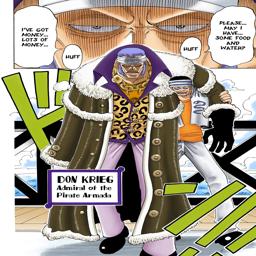 I'VE GOT
MONEY...
LOTS OF
MONEY...
HUFF
HUFF
PLEASE...
MAY I
HAVE...
SOME FOOD
AND
WATER?
DON KRIEG
Admiral of the
Pirate Armada